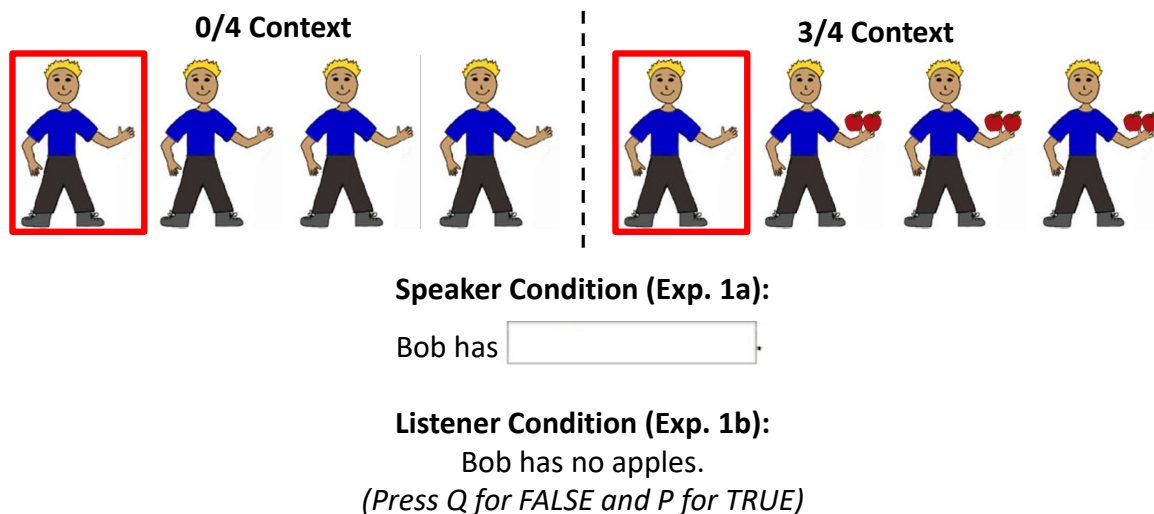 0/4 Context
3/4 Context
Speaker Condition (Exp. 1a):
Bob has .
Listener Condition (Exp. 1b):
Bob has no apples.
(Press Q for FALSE and P for TRUE)